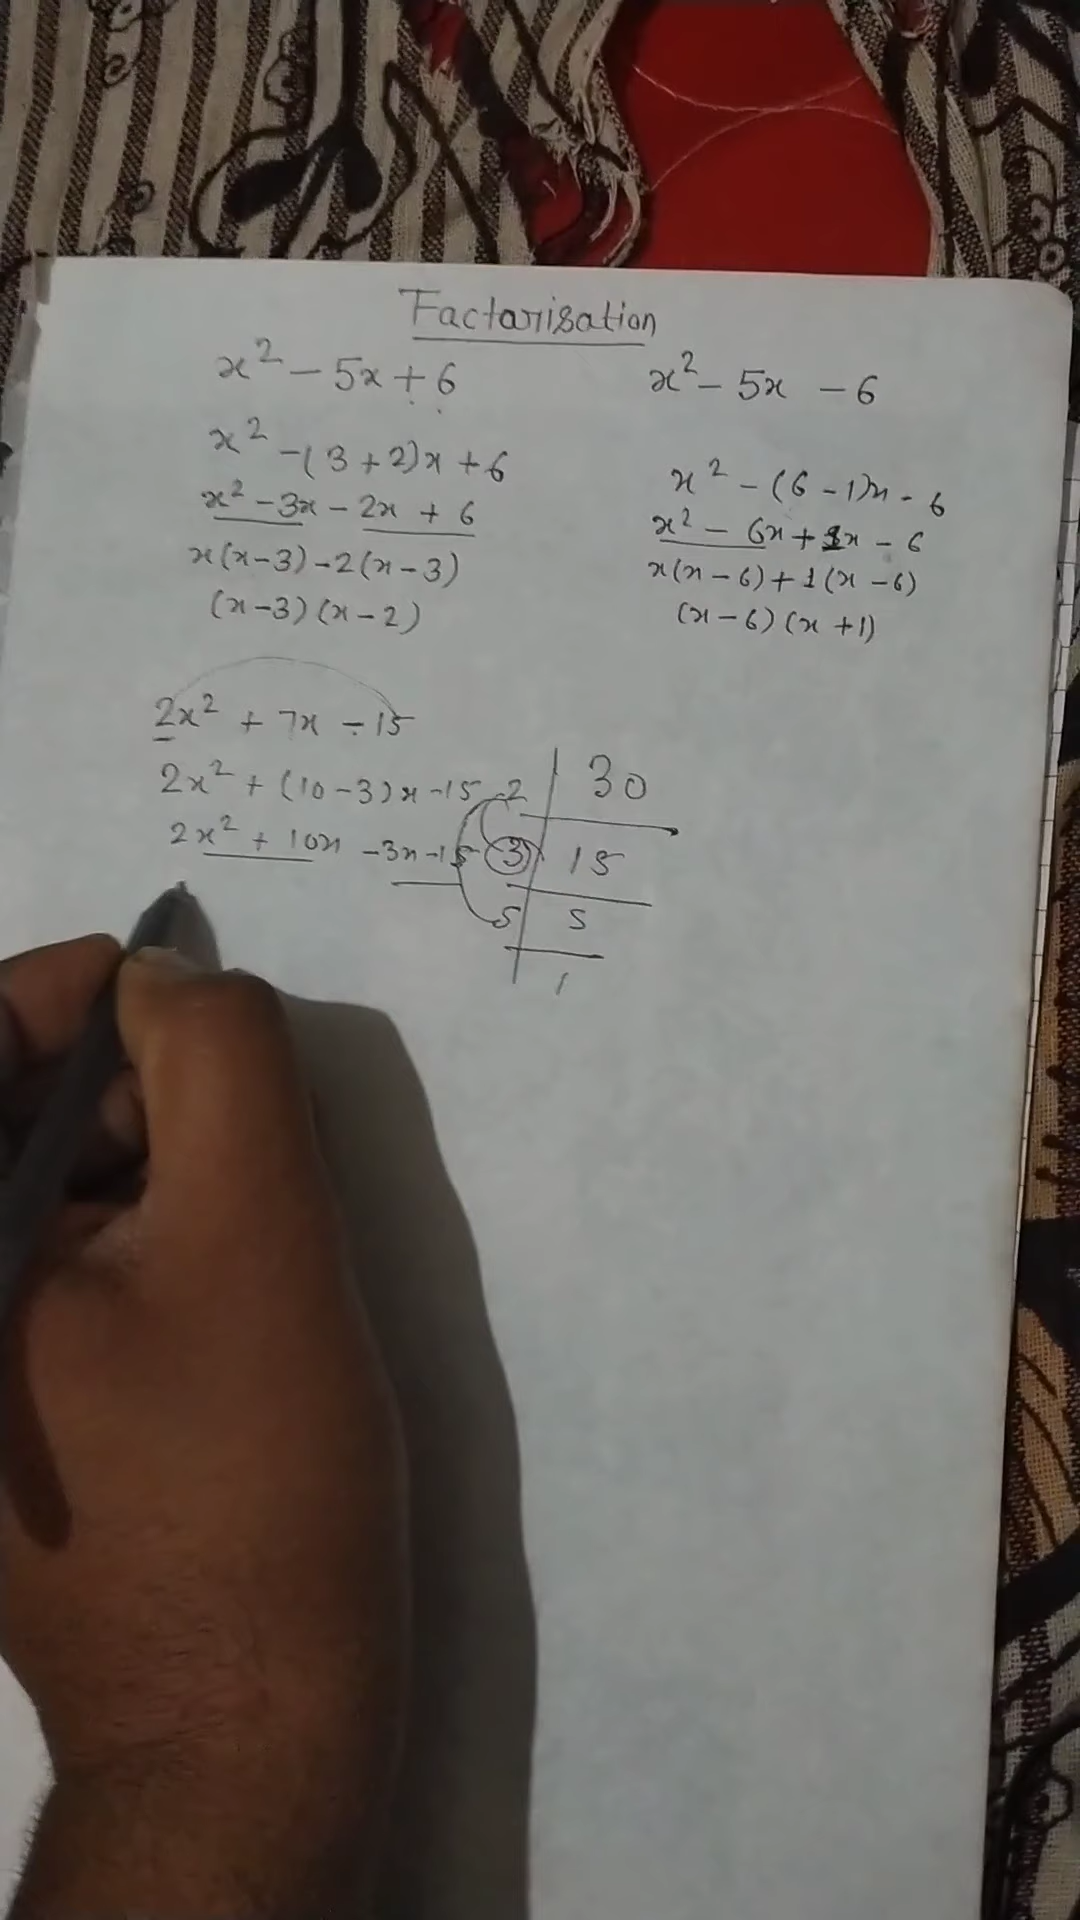 Factarisation
x² - 5x + 6
x² -(3+2)x + 6
x² - 3x - 2x + 6
x(x-3) -2(x-3)
(x-3)(x-2)
x² - 5x - 6
x² - (6-1)x - 6
x² - 6x + 1x - 6
x(x-6)+1(x-6)
(x-6)(x+1)
2x² + 7x - 15
2x² + (10-3)x - 15
2x² + 10x - 3x - 15
2 | 30
3 | 15
5 | 5
1